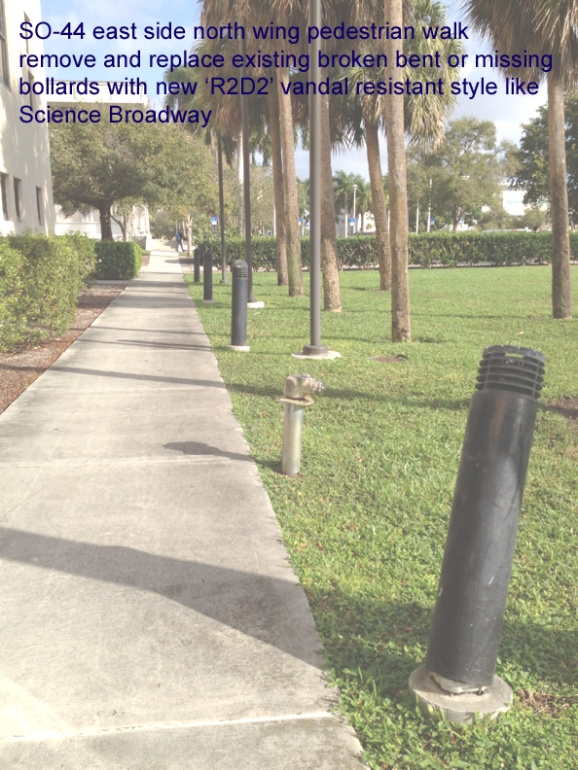 SO-44 east side north wing pedestrian walk
remove and replace existing broken bent or missing
bollards with new ‘R2D2’ vandal resistant style like
Science Broadway